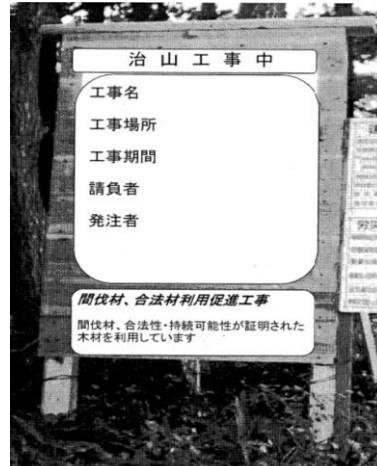 治山工事中
工事名
工事場所
工事期間
請負者
発注者
間伐材、合法材利用促進工事
間伐材、合法性・持続可能性が証明された
木材を利用しています